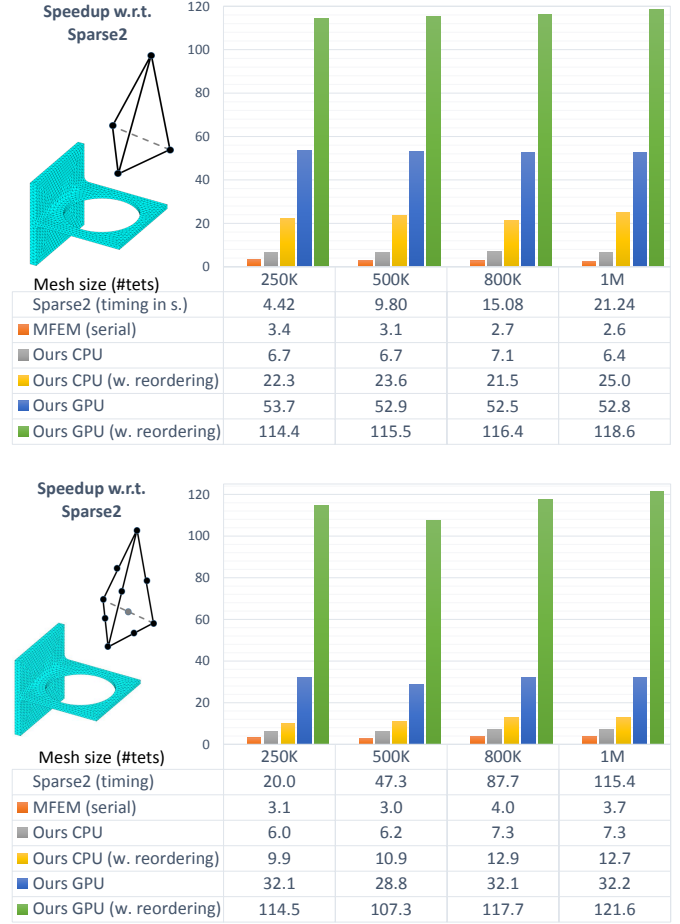 Speedup w.r.t.
Sparse2
120
100
80
60
40
20
0
Mesh size (#tets) 250K 500K 800K 1M
Sparse2 (timing in s.) 4.42 9.80 15.08 21.24
MFEM (serial) 3.4 3.1 2.7 2.6
Ours CPU 6.7 6.7 7.1 6.4
Ours CPU (w. reordering) 22.3 23.6 21.5 25.0
Ours GPU 53.7 52.9 52.5 52.8
Ours GPU (w. reordering) 114.4 115.5 116.4 118.6
Speedup w.r.t.
Sparse2
120
100
80
60
40
20
0
Mesh size (#tets) 250K 500K 800K 1M
Sparse2 (timing) 20.0 47.3 87.7 115.4
MFEM (serial) 3.1 3.0 4.0 3.7
Ours CPU 6.0 6.2 7.3 7.3
Ours CPU (w. reordering) 9.9 10.9 12.9 12.7
Ours GPU 32.1 28.8 32.1 32.2
Ours GPU (w. reordering) 114.5 107.3 117.7 121.6